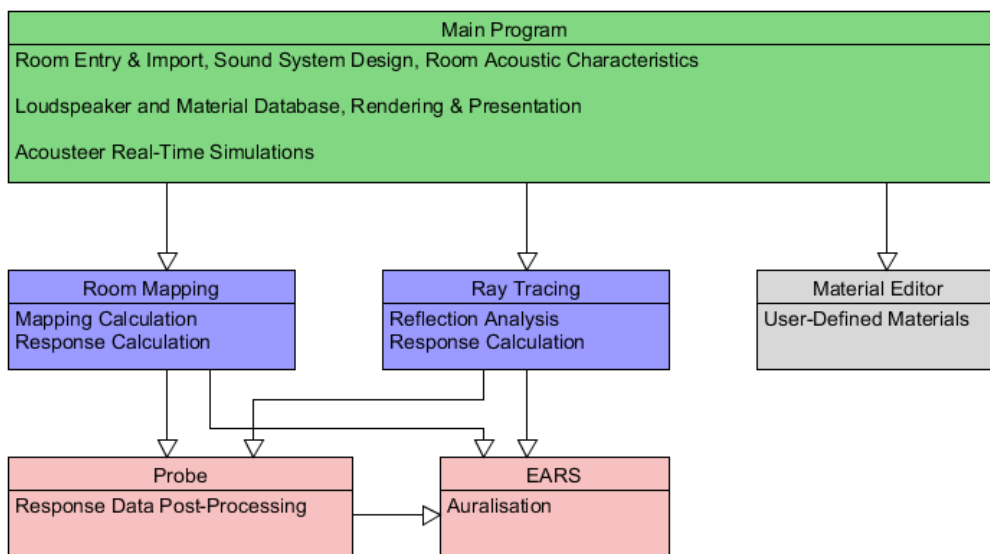 Main Program
Room Entry & Import, Sound System Design, Room Acoustic Characteristics
Loudspeaker and Material Database, Rendering & Presentation
Acousteer Real-Time Simulations
Room Mapping
Mapping Calculation
Response Calculation
Ray Tracing
Reflection Analysis
Response Calculation
Material Editor
User-Defined Materials
Probe
Response Data Post-Processing
EARS
Auralisation